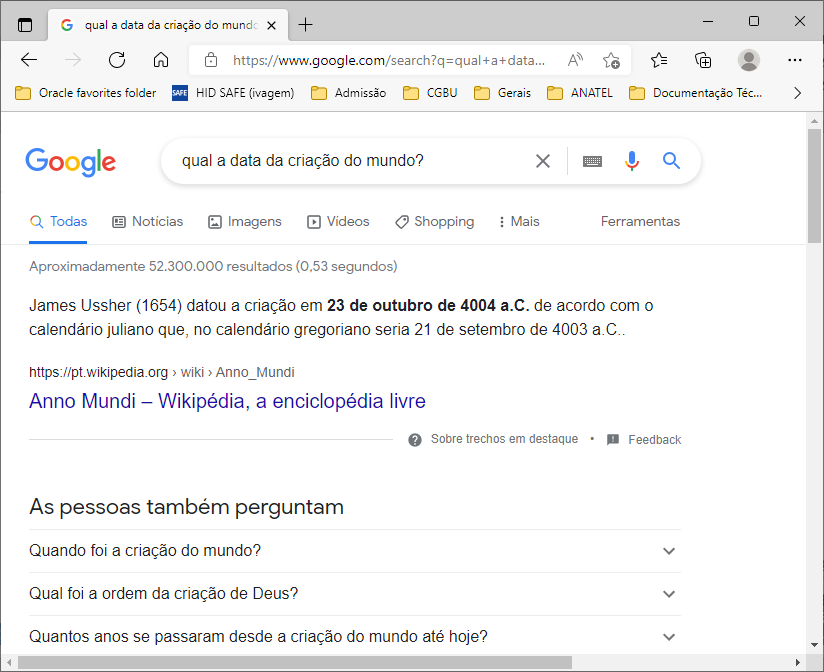 qual a data da criação do mundo
https://www.google.com/search?q=qual+a+data...
Oracle favorites folder
SAFE HID SAFE (ivagem)
Admissão
CGBU
Gerais
ANATEL
Documentação Téc...
Google
qual a data da criação do mundo?
Todas
Notícias
Imagens
Vídeos
Shopping
Mais
Ferramentas
Aproximadamente 52.300.000 resultados (0,53 segundos)
James Ussher (1654) datou a criação em 23 de outubro de 4004 a.C. de acordo com o
calendário juliano que, no calendário gregoriano seria 21 de setembro de 4003 a.C..
https://pt.wikipedia.org › wiki › Anno_Mundi
Anno Mundi – Wikipédia, a enciclopédia livre
Sobre trechos em destaque • Feedback
As pessoas também perguntam
Quando foi a criação do mundo?
Qual foi a ordem da criação de Deus?
Quantos anos se passaram desde a criação do mundo até hoje?